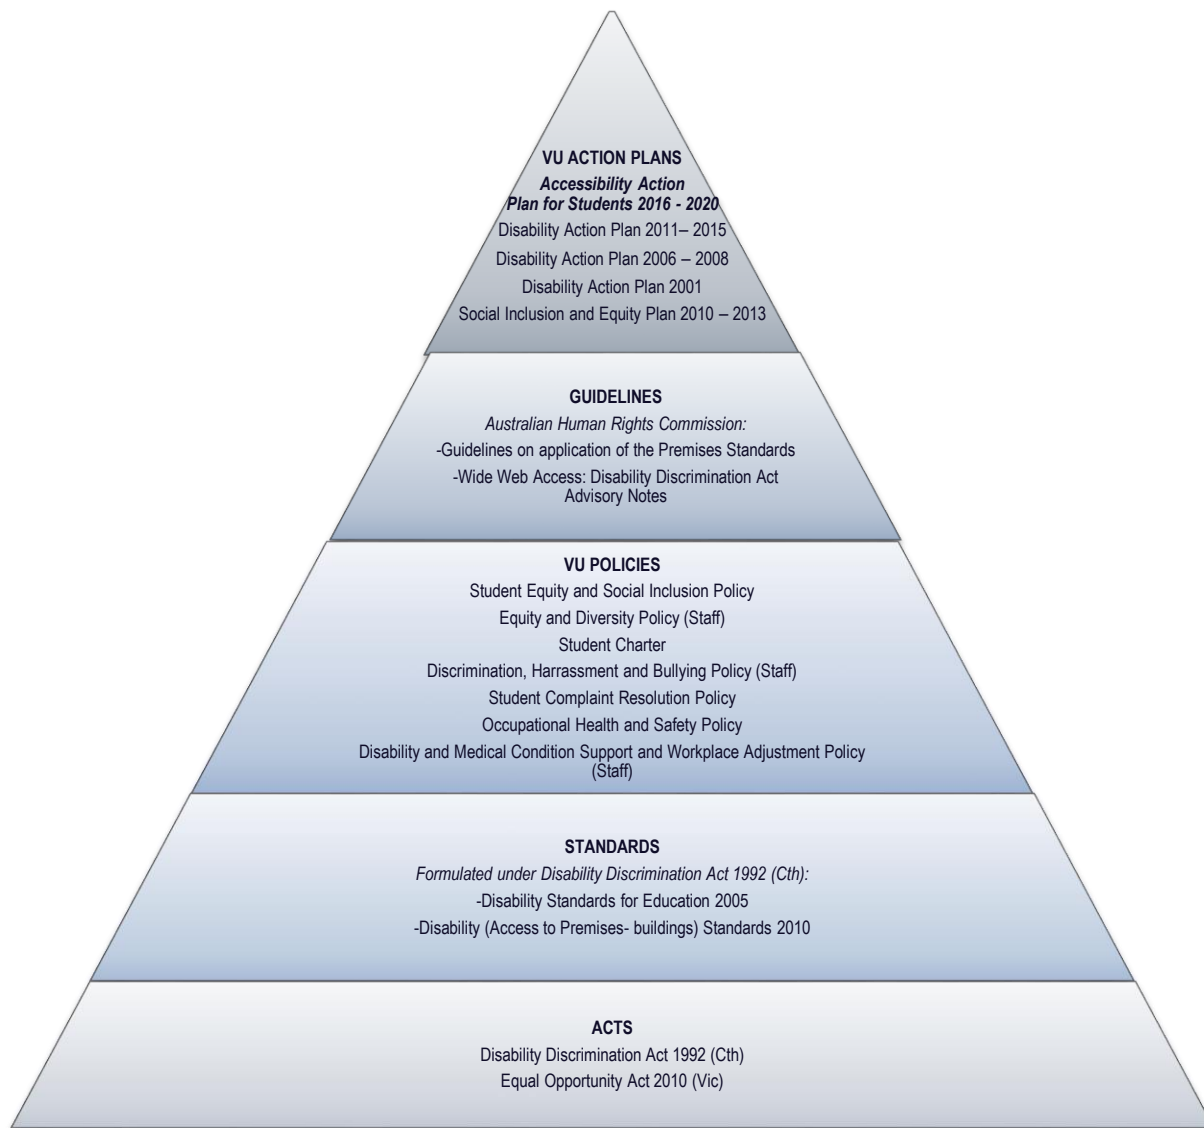 VU ACTION PLANS
Accessibility Action
Plan for Students 2016 - 2020
Disability Action Plan 2011– 2015
Disability Action Plan 2006 – 2008
Disability Action Plan 2001
Social Inclusion and Equity Plan 2010 – 2013
GUIDELINES
Australian Human Rights Commission:
-Guidelines on application of the Premises Standards
-Wide Web Access: Disability Discrimination Act
Advisory Notes
VU POLICIES
Student Equity and Social Inclusion Policy
Equity and Diversity Policy (Staff)
Student Charter
Discrimination, Harrassment and Bullying Policy (Staff)
Student Complaint Resolution Policy
Occupational Health and Safety Policy
Disability and Medical Condition Support and Workplace Adjustment Policy
(Staff)
STANDARDS
Formulated under Disability Discrimination Act 1992 (Cth):
-Disability Standards for Education 2005
-Disability (Access to Premises- buildings) Standards 2010
ACTS
Disability Discrimination Act 1992 (Cth)
Equal Opportunity Act 2010 (Vic)